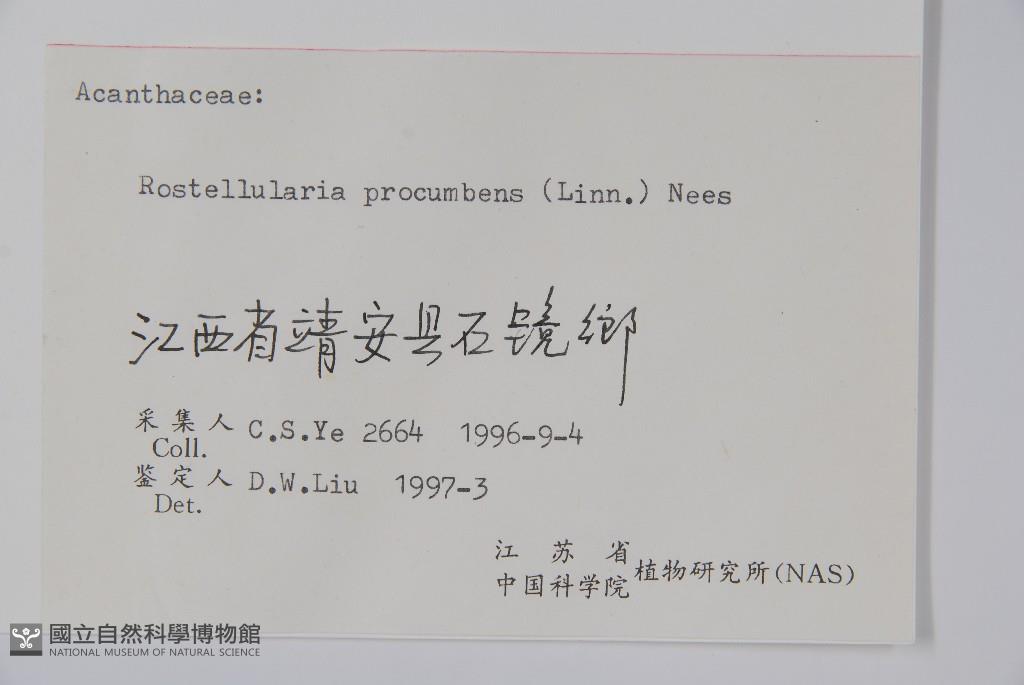 Acanthaceae:
Rostellularia procumbens (Linn.) Nees
江西省靖安县石镜鄉
采集人 C.S.Ye 2664 1996-9-4
Coll.
鉴定人 D.W.Liu 1997-3
Det.
江苏省
中国科学院 植物研究所(NAS)
國立自然科學博物館
NATIONAL MUSEUM OF NATURAL SCIENCE